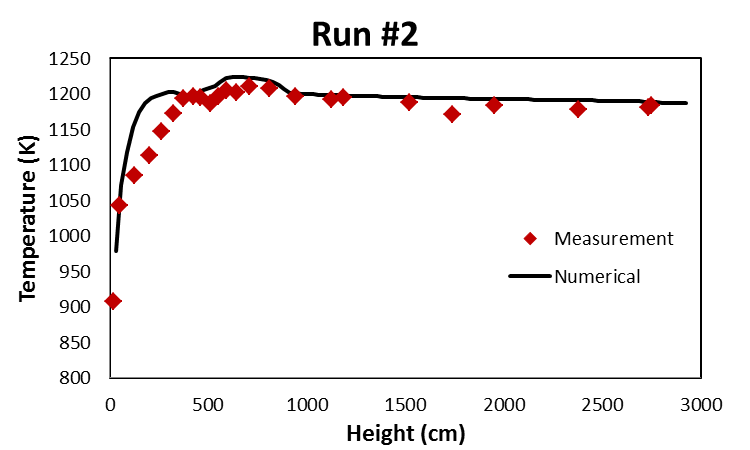 Run #2
1250
1200
1150
1100
1050
1000
950
900
850
800
Temperature (K)
Measurement
Numerical
0 500 1000 1500 2000 2500 3000
Height (cm)